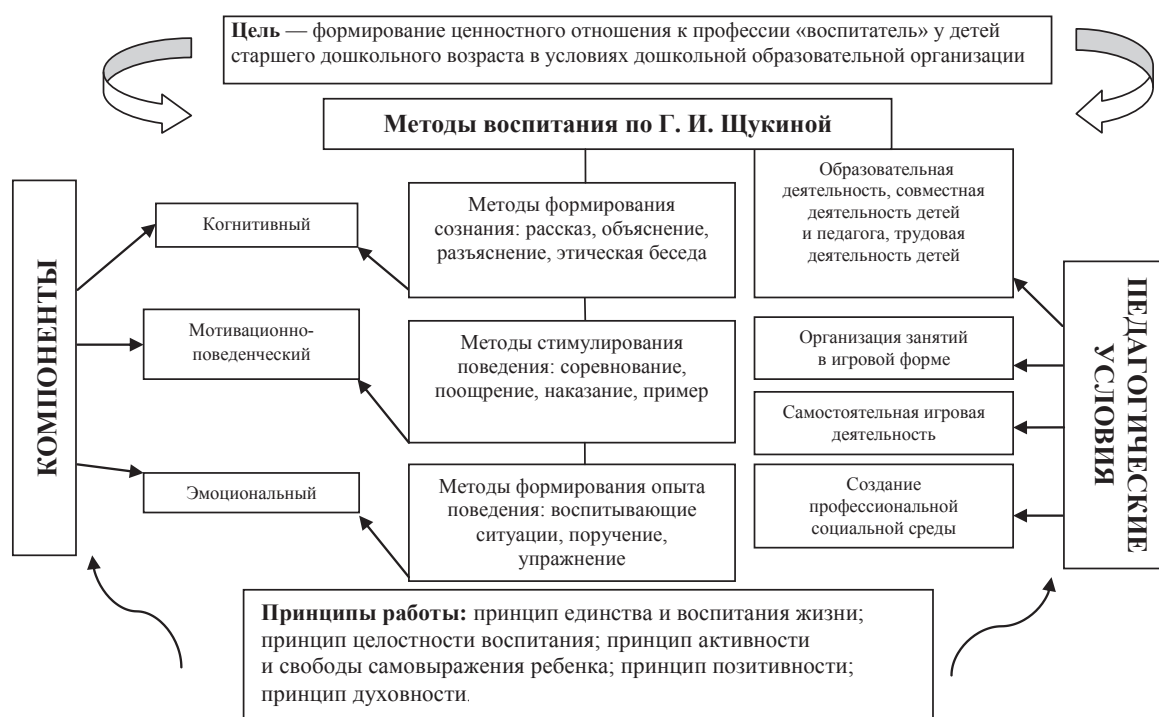 Цель — формирование ценностного отношения к профессии «воспитатель» у детей
старшего дошкольного возраста в условиях дошкольной образовательной организации
Методы воспитания по Г. И. Щукиной
КОМПОНЕНТЫ
Когнитивный
Мотивационно-
поведенческий
Эмоциональный
Методы формирования
сознания: рассказ, объяснение,
разъяснение, этическая беседа
Методы стимулирования
поведения: соревнование,
поощрение, наказание, пример
Методы формирования опыта
поведения: воспитывающие
ситуации, поручение,
упражнение
Образовательная
деятельность, совместная
деятельность детей
и педагога, трудовая
деятельность детей
Организация занятий
в игровой форме
Самостоятельная игровая
деятельность
Создание
профессиональной
социальной среды
ПЕДАГОГИЧЕСКИЕ
УСЛОВИЯ
Принципы работы: принцип единства и воспитания жизни;
принцип целостности воспитания; принцип активности
и свободы самовыражения ребенка; принцип позитивности;
принцип духовности.